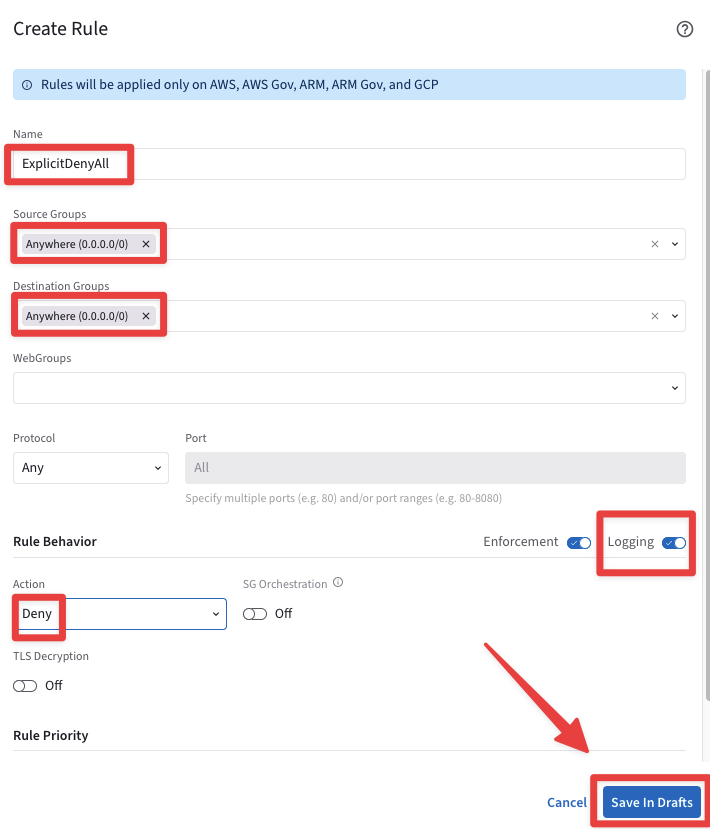 Create Rule
Rules will be applied only on AWS, AWS Gov, ARM, ARM Gov, and GCP
Name
ExplicitDenyAll
Source Groups
Anywhere (0.0.0.0/0)
Destination Groups
Anywhere (0.0.0.0/0)
WebGroups
Protocol Port
Any All
Specify multiple ports (e.g. 80) and/or port ranges (e.g. 80-8080)
Rule Behavior Enforcement Logging
Action SG Orchestration
Deny Off
TLS Decryption
Off
Rule Priority
Cancel Save In Drafts